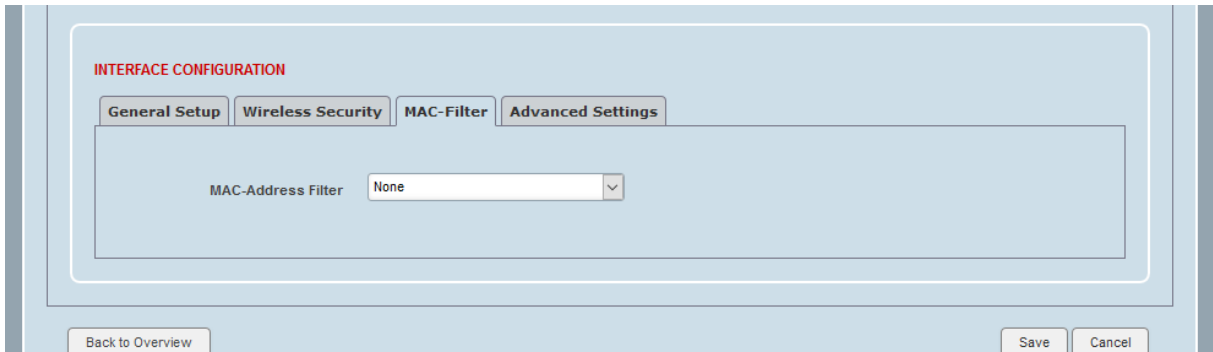 INTERFACE CONFIGURATION
General Setup Wireless Security MAC-Filter Advanced Settings
MAC-Address Filter None
Back to Overview Save Cancel